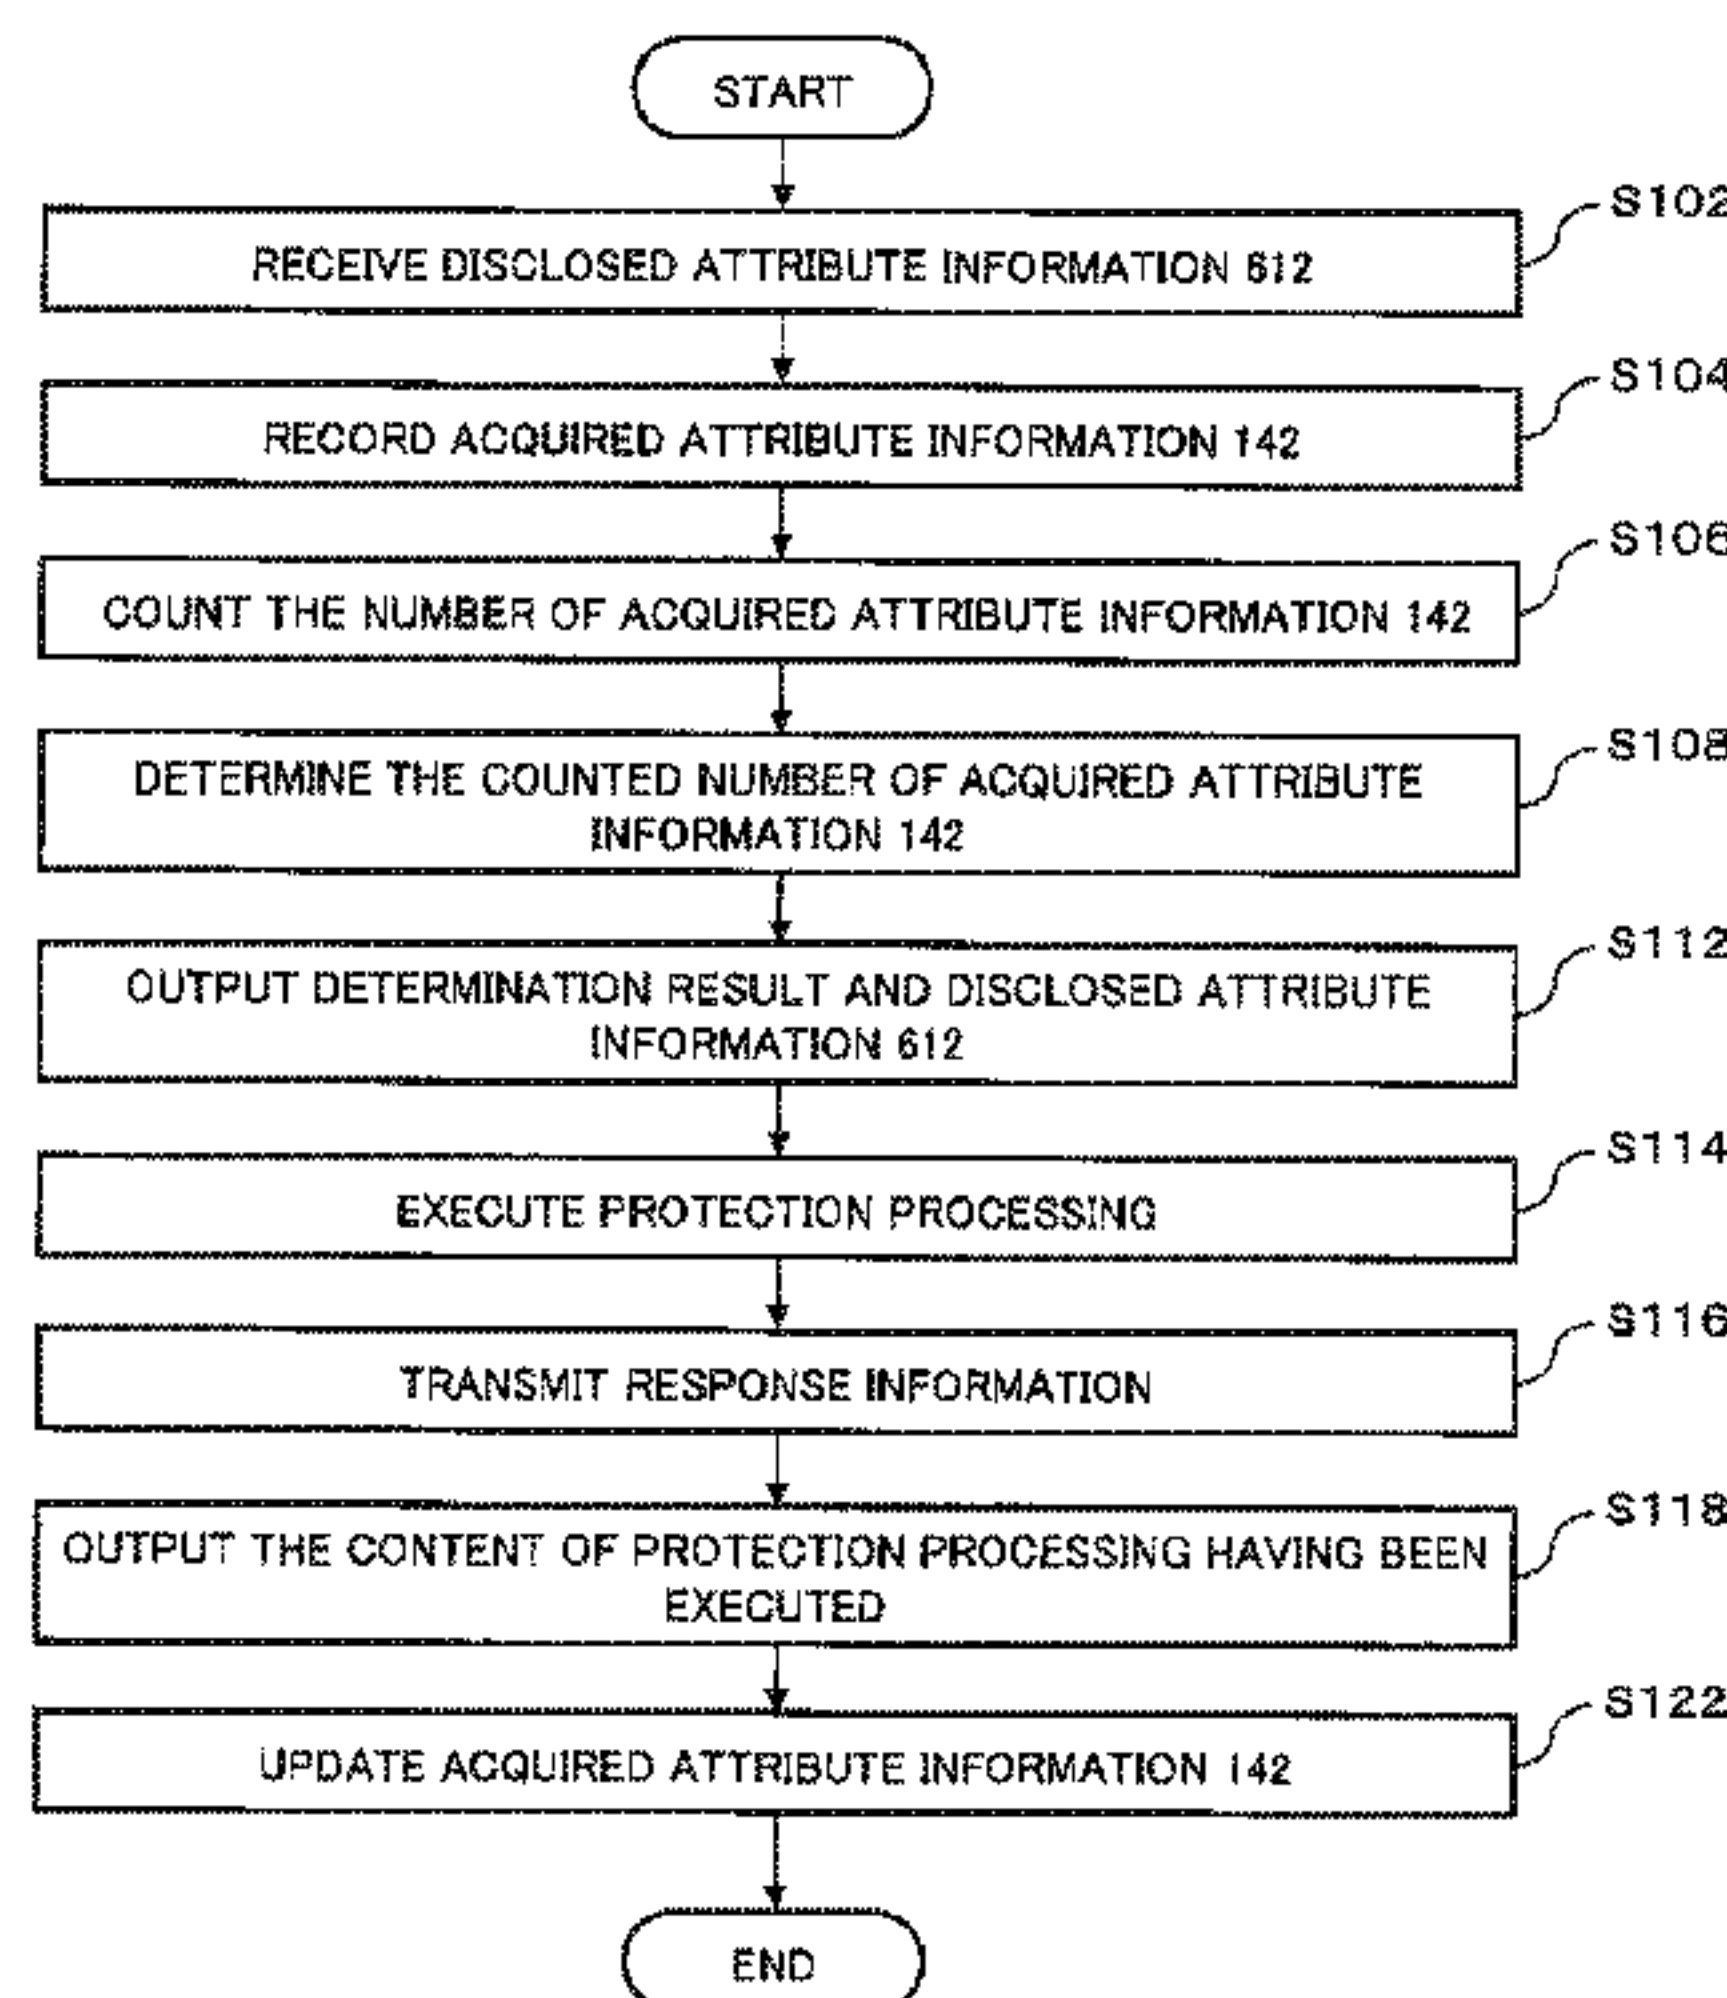 START
S102
RECEIVE DISCLOSED ATTRIBUTE INFORMATION 612
S104
RECORD ACQUIRED ATTRIBUTE INFORMATION 142
S106
COUNT THE NUMBER OF ACQUIRED ATTRIBUTE INFORMATION 142
S108
DETERMINE THE COUNTED NUMBER OF ACQUIRED ATTRIBUTE
INFORMATION 142
S112
OUTPUT DETERMINATION RESULT AND DISCLOSED ATTRIBUTE
INFORMATION 612
S114
EXECUTE PROTECTION PROCESSING
S116
TRANSMIT RESPONSE INFORMATION
S118
OUTPUT THE CONTENT OF PROTECTION PROCESSING HAVING BEEN
EXECUTED
S122
UPDATE ACQUIRED ATTRIBUTE INFORMATION 142
END